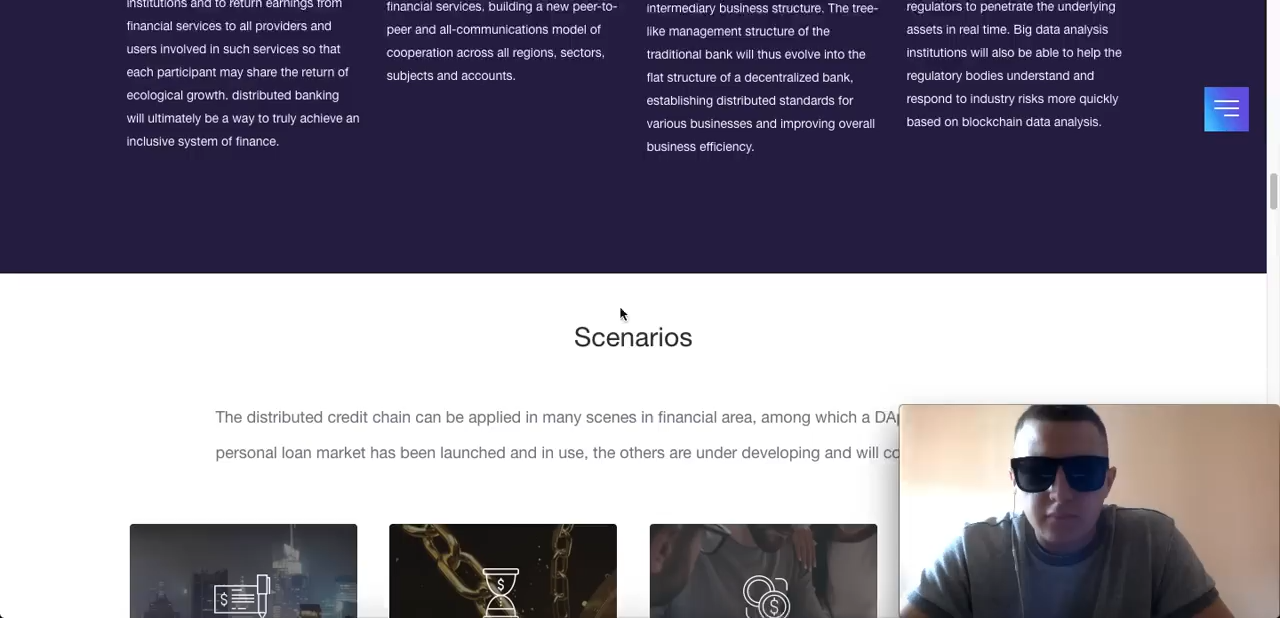 institutions and to return earnings from
financial services to all providers and
users involved in such services so that
each participant may share the return of
ecological growth. distributed banking
will ultimately be a way to truly achieve an
inclusive system of finance.
financial services, building a new peer-to-
peer and all-communications model of
cooperation across all regions, sectors,
subjects and accounts.
intermediary business structure. The tree-
like management structure of the
traditional bank will thus evolve into the
flat structure of a decentralized bank,
establishing distributed standards for
various businesses and improving overall
business efficiency.
regulators to penetrate the underlying
assets in real time. Big data analysis
institutions will also be able to help the
regulatory bodies understand and
respond to industry risks more quickly
based on blockchain data analysis.
Scenarios
The distributed credit chain can be applied in many scenes in financial area, among which a DA
personal loan market has been launched and in use, the others are under developing and will co